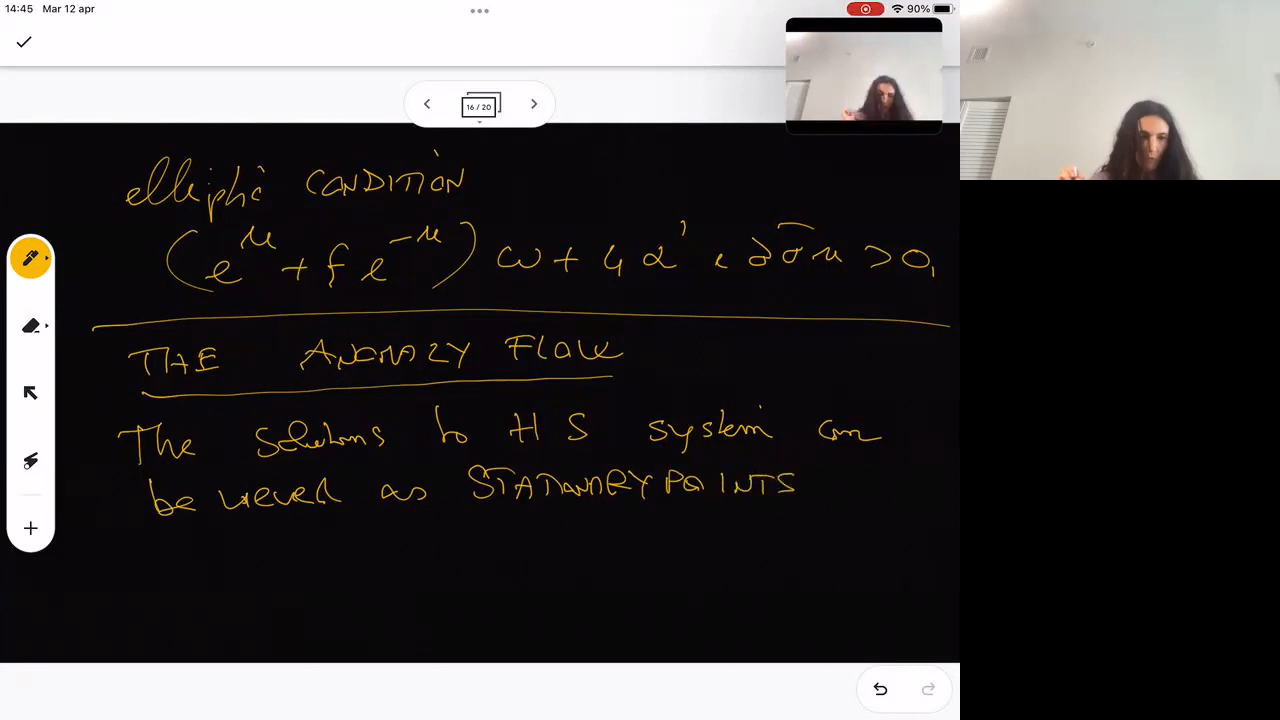 14:45 Mar 12 apr 90%
16 / 20
elliptic CONDITION
(e^u + f e^{-u}) ω + 4 α' i ∂∂̄u > 0,
THE ANOMALY FLOW
The solutions to HS system can
be viewed as STATIONARY POINTS